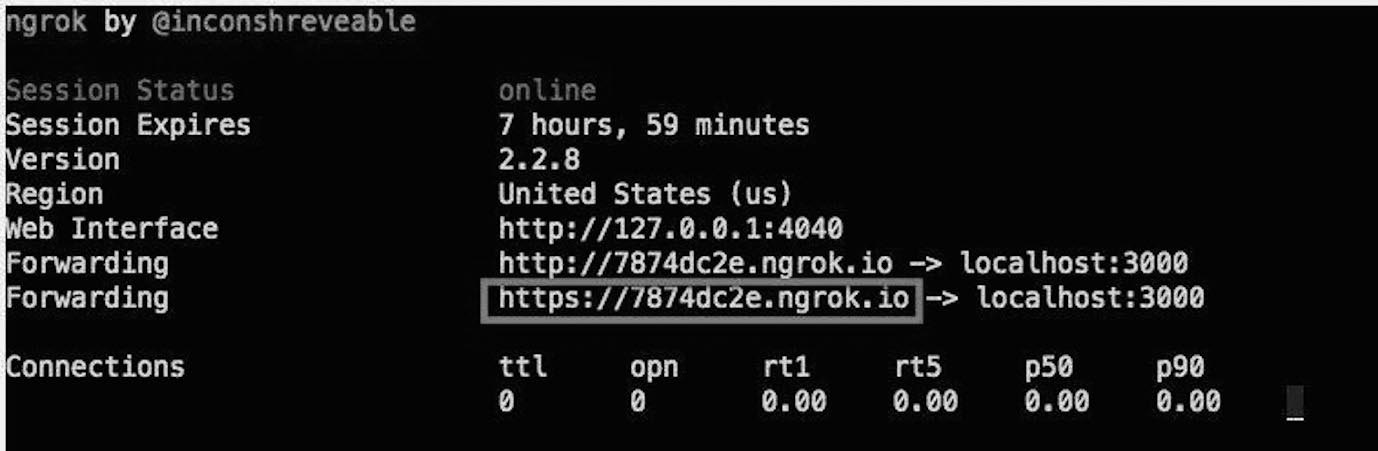 ngrok by @inconshreveable
Session Status online
Session Expires 7 hours, 59 minutes
Version 2.2.8
Region United States (us)
Web Interface http://127.0.0.1:4040
Forwarding http://7874dc2e.ngrok.io -> localhost:3000
Forwarding https://7874dc2e.ngrok.io -> localhost:3000
Connections ttl opn rt1 rt5 p50 p90
0 0 0.00 0.00 0.00 0.00